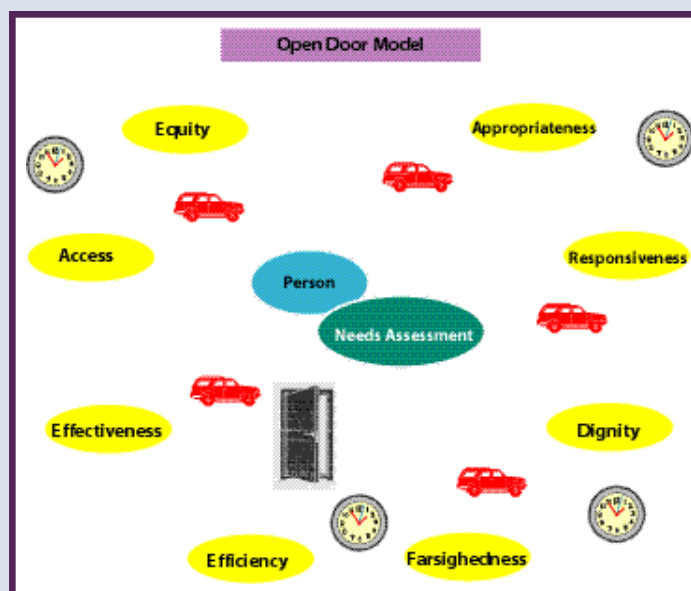 Open Door Model
Equity
Appropriateness
Access
Responsiveness
Person
Needs Assessment
Effectiveness
Dignity
Efficiency
Farsighedness